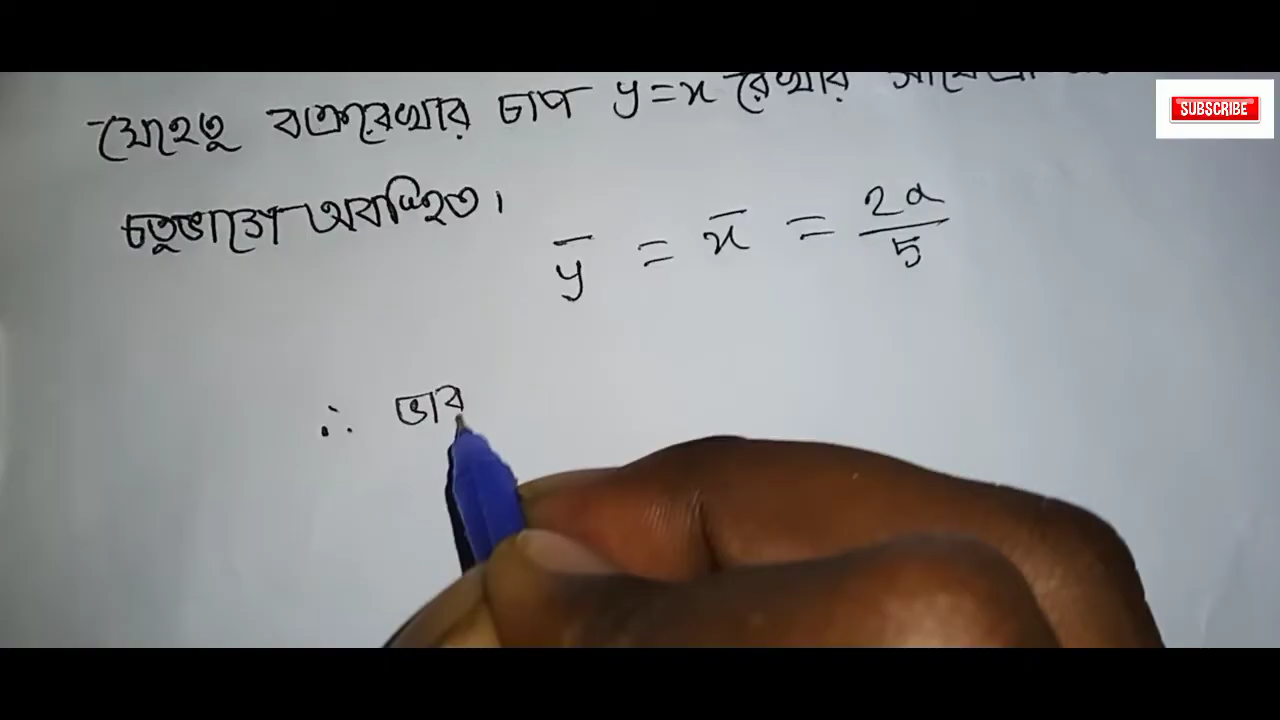 যেহেতু বক্ররেখার চাপ y = x রেখার
চতুর্ভাগে অবস্থিত।
y̅ = x̅ = 2a/5
∴ ভাব
SUBSCRIBE